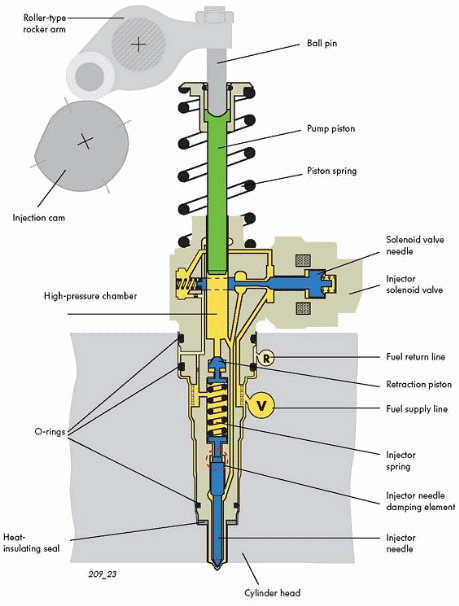 Roller-type
rocker arm
Ball pin
Pump piston
Piston spring
Injection cam
Solenoid valve
needle
Injector
solenoid valve
High-pressure chamber
R
Fuel return line
Retraction piston
V
Fuel supply line
O-rings
Injector
spring
Injector needle
damping element
Heat-
insulating seal
Injector
needle
209_23
Cylinder head